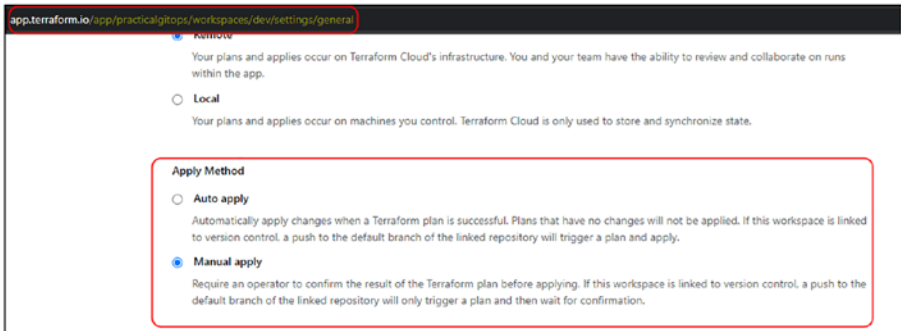 app.terraform.io/app/practicalgitops/workspaces/dev/settings/general
Remote
Your plans and applies occur on Terraform Cloud's infrastructure. You and your team have the ability to review and collaborate on runs
within the app.
Local
Your plans and applies occur on machines you control. Terraform Cloud is only used to store and synchronize state.
Apply Method
Auto apply
Automatically apply changes when a Terraform plan is successful. Plans that have no changes will not be applied. If this workspace is linked
to version control, a push to the default branch of the linked repository will trigger a plan and apply.
Manual apply
Require an operator to confirm the result of the Terraform plan before applying. If this workspace is linked to version control, a push to the
default branch of the linked repository will only trigger a plan and then wait for confirmation.